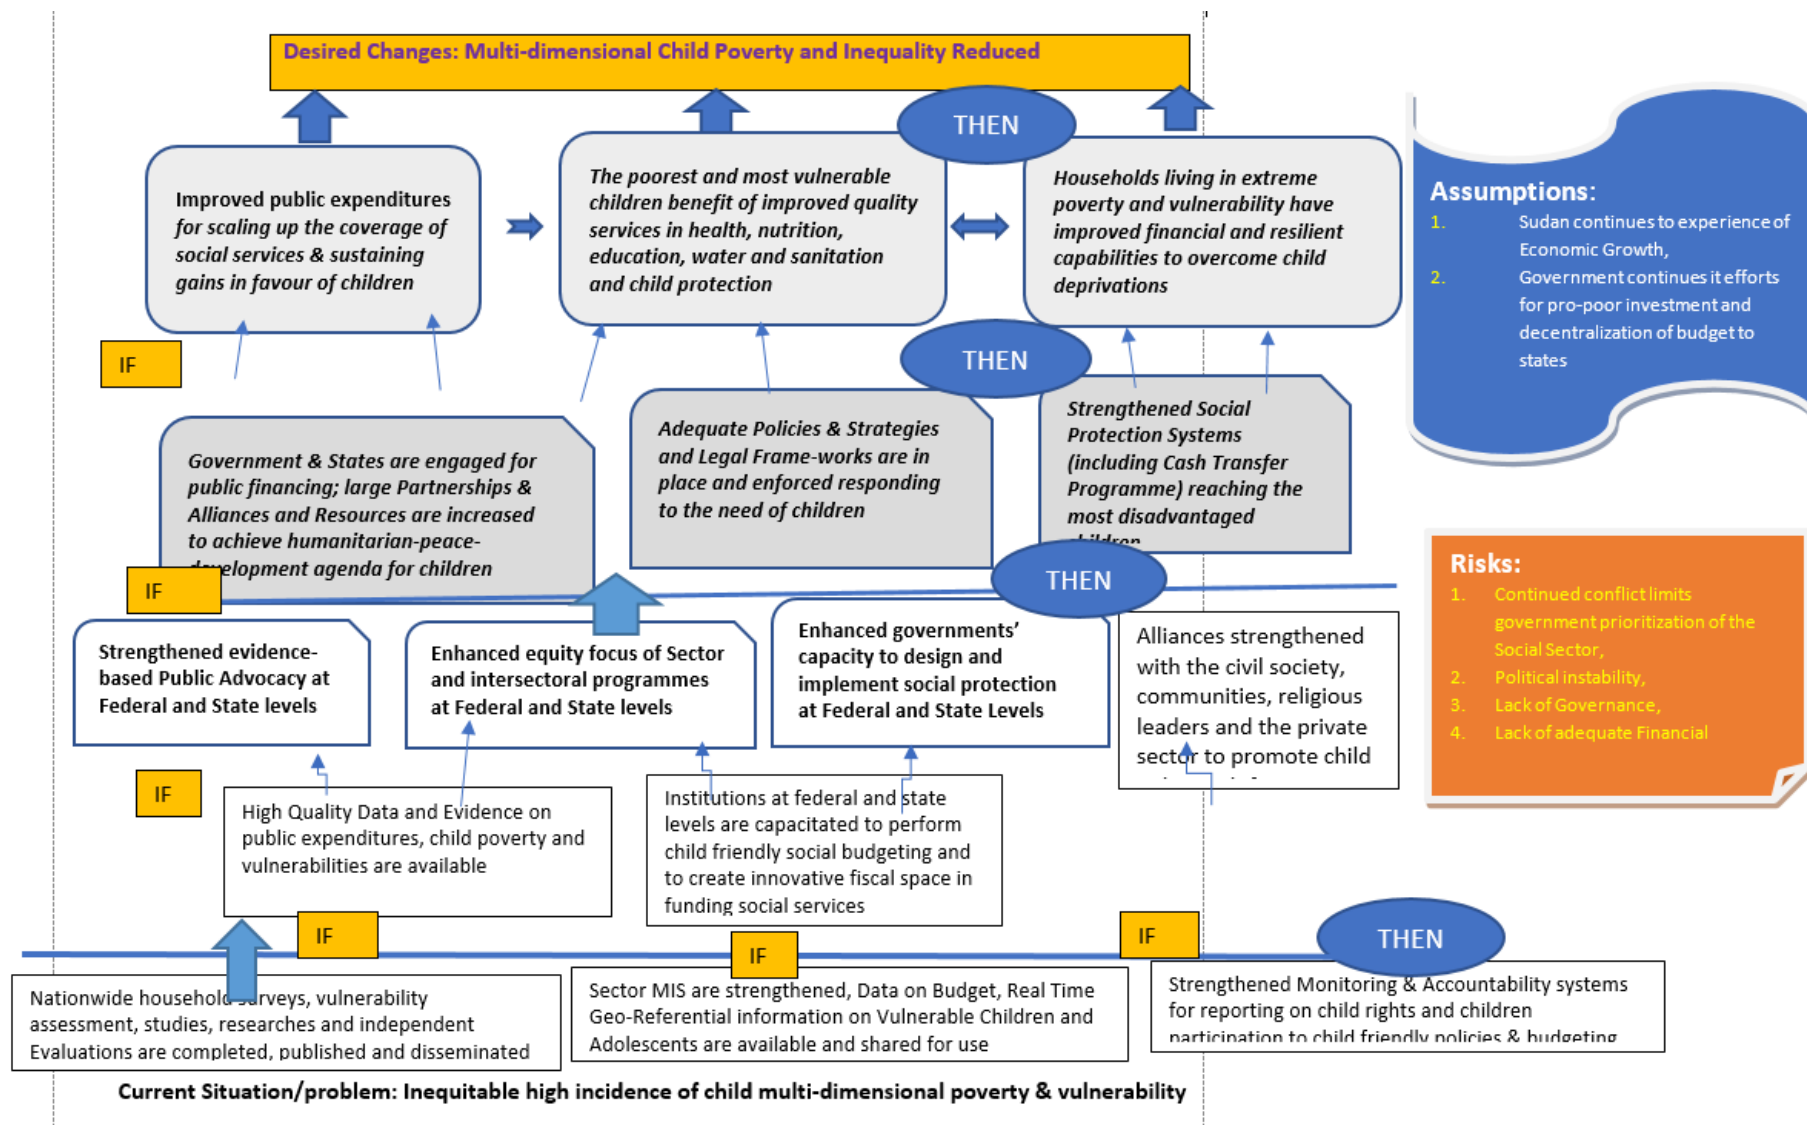 Desired Changes: Multi-dimensional Child Poverty and Inequality Reduced
THEN
Improved public expenditures
for scaling up the coverage of
social services & sustaining
gains in favour of children
The poorest and most vulnerable
children benefit of improved quality
services in health, nutrition,
education, water and sanitation
and child protection
Households living in extreme
poverty and vulnerability have
improved financial and resilient
capabilities to overcome child
deprivations
Assumptions:
1. Sudan continues to experience of
Economic Growth,
2. Government continues it efforts
for pro-poor investment and
decentralization of budget to
states
IF
THEN
Government & States are engaged for
public financing; large Partnerships &
Alliances and Resources are increased
to achieve humanitarian-peace-
development agenda for children
Adequate Policies & Strategies
and Legal Frame-works are in
place and enforced responding
to the need of children
Strengthened Social
Protection Systems
(including Cash Transfer
Programme) reaching the
most disadvantaged
children
Risks:
1. Continued conflict limits
government prioritization of the
Social Sector,
2. Political instability,
3. Lack of Governance,
4. Lack of adequate Financial
IF
THEN
Strengthened evidence-
based Public Advocacy at
Federal and State levels
Enhanced equity focus of Sector
and intersectoral programmes
at Federal and State levels
Enhanced governments’
capacity to design and
implement social protection
at Federal and State Levels
Alliances strengthened
with the civil society,
communities, religious
leaders and the private
sector to promote child
IF
High Quality Data and Evidence on
public expenditures, child poverty and
vulnerabilities are available
Institutions at federal and state
levels are capacitated to perform
child friendly social budgeting and
to create innovative fiscal space in
funding social services
IF
IF
IF
THEN
Nationwide household surveys, vulnerability
assessment, studies, researches and independent
Evaluations are completed, published and disseminated
Sector MIS are strengthened, Data on Budget, Real Time
Geo-Referential information on Vulnerable Children and
Adolescents are available and shared for use
Strengthened Monitoring & Accountability systems
for reporting on child rights and children
participation to child friendly policies & budgeting
Current Situation/problem: Inequitable high incidence of child multi-dimensional poverty & vulnerability